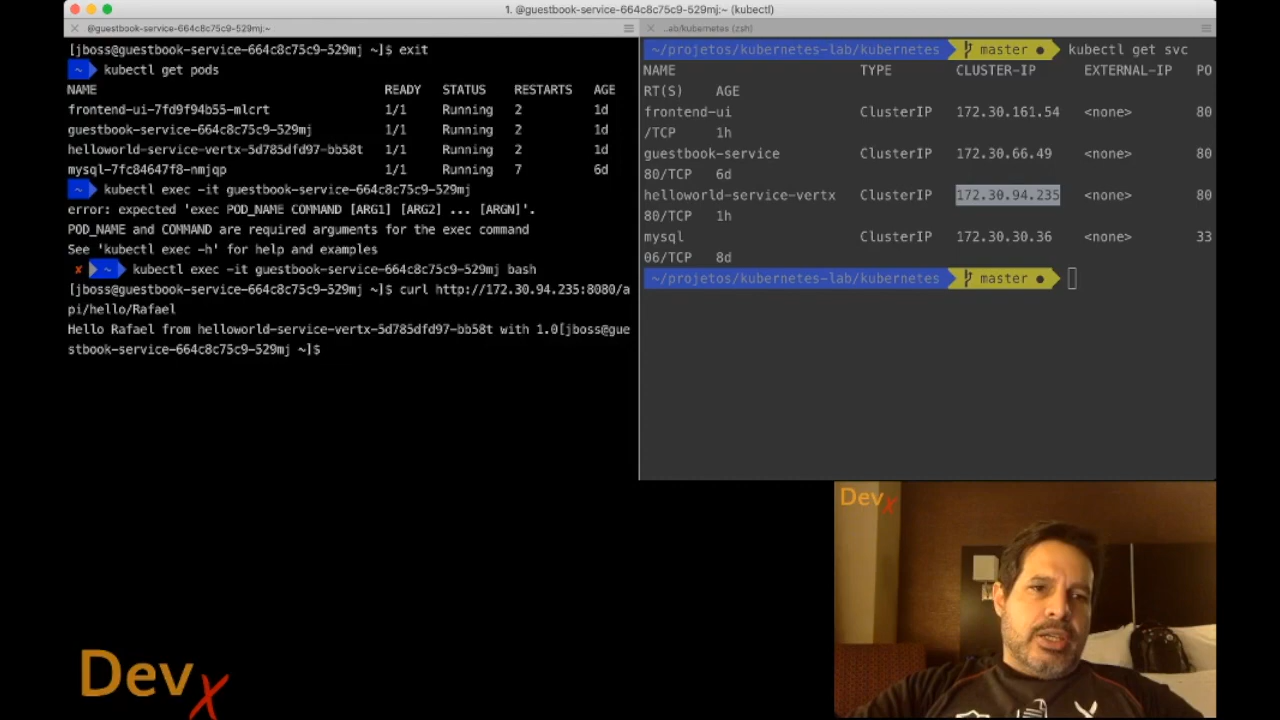 1. @guestbook-service-664c8c75c9-529mj:~ (kubectl)
@guestbook-service-664c8c75c9-529mj:~
[jboss@guestbook-service-664c8c75c9-529mj ~]$ exit
~ kubectl get pods
NAME READY STATUS RESTARTS AGE
frontend-ui-7fd9f94b55-mlcrt 1/1 Running 2 1d
guestbook-service-664c8c75c9-529mj 1/1 Running 2 1d
helloworld-service-vertx-5d785dfd97-bb58t 1/1 Running 2 1d
mysql-7fc84647f8-nmjqp 1/1 Running 7 6d
~ kubectl exec -it guestbook-service-664c8c75c9-529mj
error: expected 'exec POD_NAME COMMAND [ARG1] [ARG2] ... [ARGN]'.
POD_NAME and COMMAND are required arguments for the exec command
See 'kubectl exec -h' for help and examples
✗ ~ kubectl exec -it guestbook-service-664c8c75c9-529mj bash
[jboss@guestbook-service-664c8c75c9-529mj ~]$ curl http://172.30.94.235:8080/a
pi/hello/Rafael
Hello Rafael from helloworld-service-vertx-5d785dfd97-bb58t with 1.0[jboss@gue
stbook-service-664c8c75c9-529mj ~]$
..ab/kubernetes (zsh)
~/projetos/kubernetes-lab/kubernetes master ● kubectl get svc
NAME TYPE CLUSTER-IP EXTERNAL-IP PO
RT(S) AGE
frontend-ui ClusterIP 172.30.161.54 <none> 80
/TCP 1h
guestbook-service ClusterIP 172.30.66.49 <none> 80
80/TCP 6d
helloworld-service-vertx ClusterIP 172.30.94.235 <none> 80
80/TCP 1h
mysql ClusterIP 172.30.30.36 <none> 33
06/TCP 8d
~/projetos/kubernetes-lab/kubernetes master ●
DevX
DevX